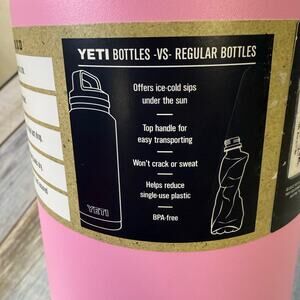 YETI BOTTLES -VS- REGULAR BOTTLES
Offers ice-cold sips
under the sun
Top handle for
easy transporting
Won't crack or sweat
Helps reduce
single-use plastic
BPA-free
YETI